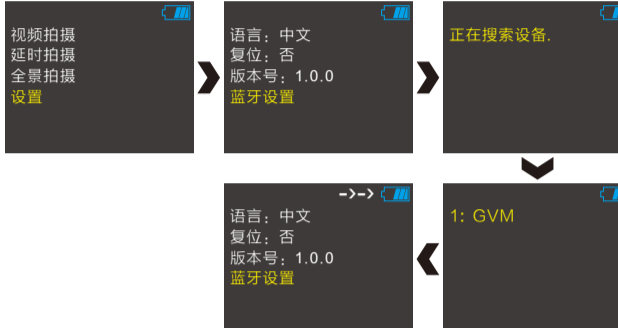 视频拍摄
延时拍摄
全景拍摄
设置
语言：中文
复位：否
版本号：1.0.0
蓝牙设置
正在搜索设备.
1: GVM
->->
语言：中文
复位：否
版本号：1.0.0
蓝牙设置